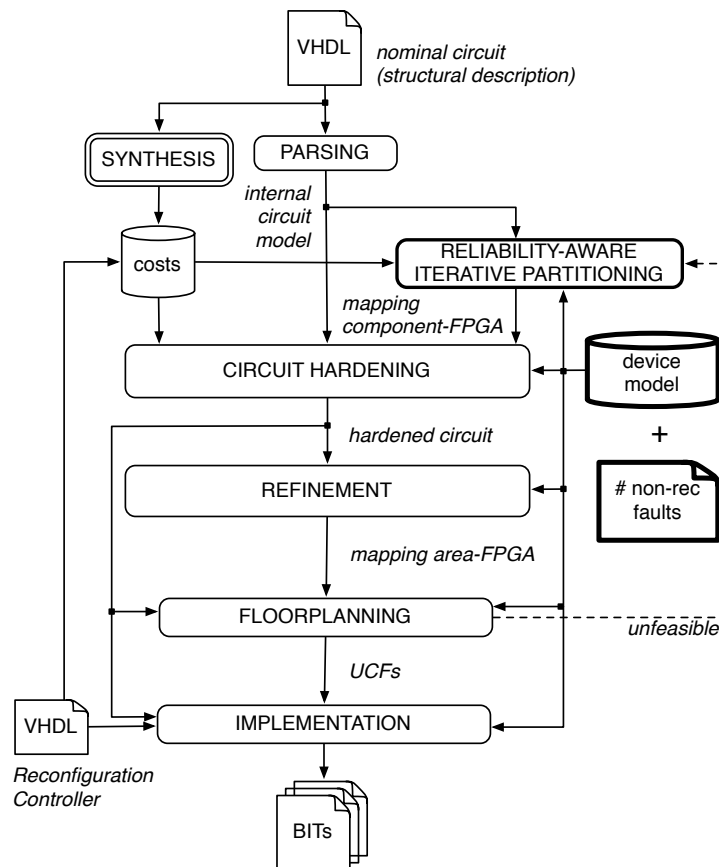 VHDL
nominal circuit
(structural description)
SYNTHESIS
PARSING
internal
circuit
model
costs
RELIABILITY-AWARE
ITERATIVE PARTITIONING
mapping
component-FPGA
CIRCUIT HARDENING
device
model
+
hardened circuit
REFINEMENT
# non-rec
faults
mapping area-FPGA
FLOORPLANNING
unfeasible
UCFs
VHDL
IMPLEMENTATION
Reconfiguration
Controller
BITs